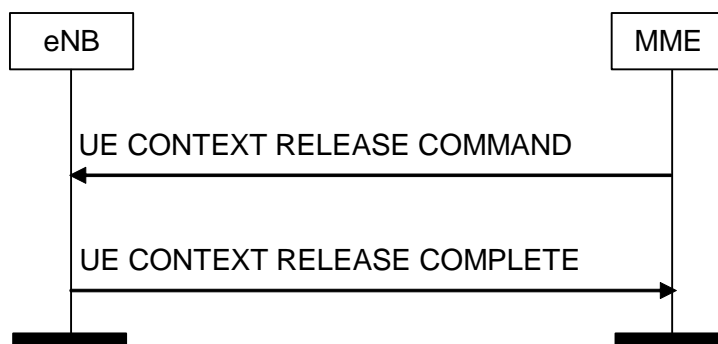 eNB
MME
UE CONTEXT RELEASE COMMAND
UE CONTEXT RELEASE COMPLETE